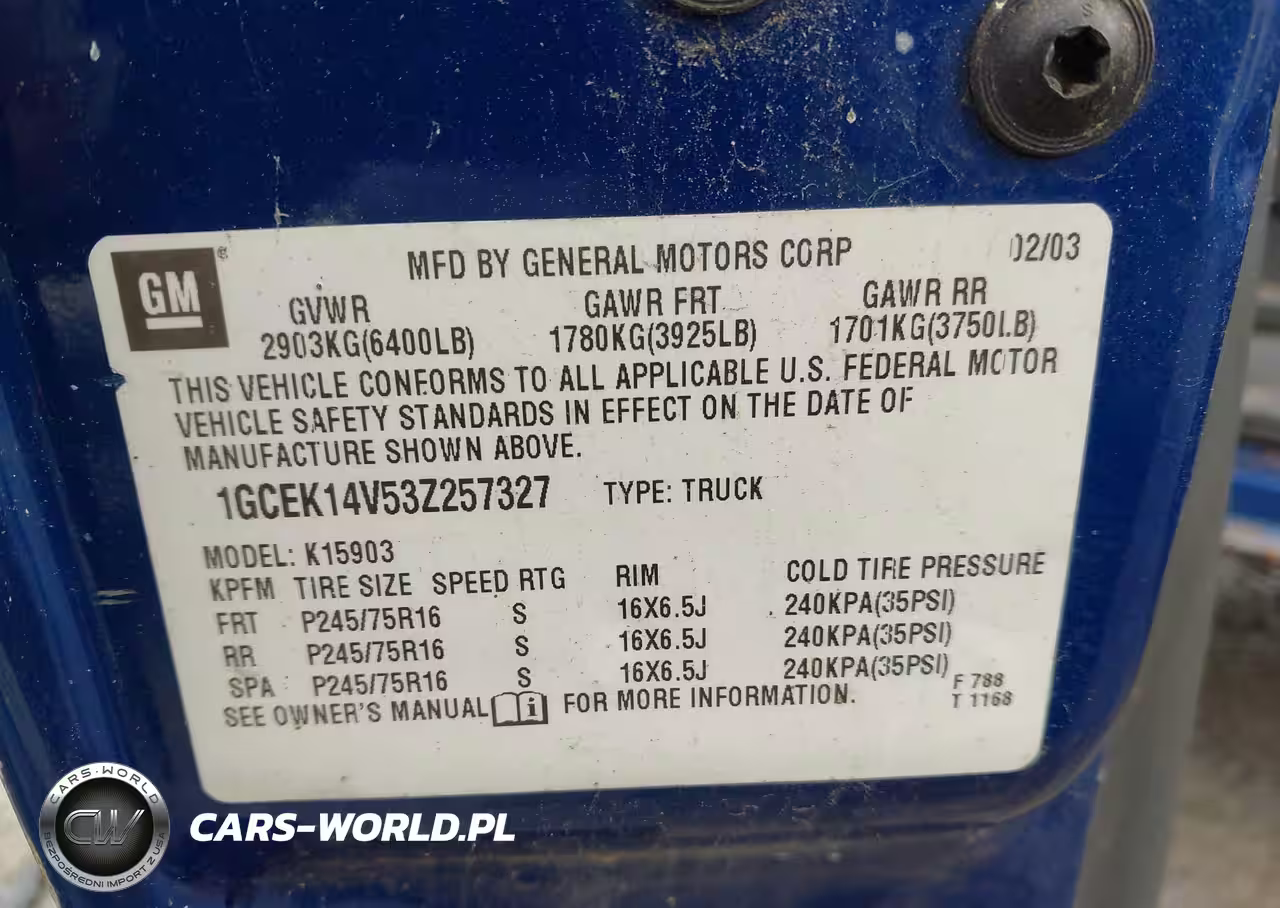 GM ®
MFD BY GENERAL MOTORS CORP 02/03
GVWR GAWR FRT GAWR RR
2903KG(6400LB) 1780KG(3925LB) 1701KG(3750LB)
THIS VEHICLE CONFORMS TO ALL APPLICABLE U.S. FEDERAL MOTOR
VEHICLE SAFETY STANDARDS IN EFFECT ON THE DATE OF
MANUFACTURE SHOWN ABOVE.
1GCEK14V53Z257327 TYPE: TRUCK
MODEL: K15903
KPFM TIRE SIZE SPEED RTG RIM COLD TIRE PRESSURE
FRT P245/75R16 S 16X6.5J 240KPA(35PSI)
RR P245/75R16 S 16X6.5J 240KPA(35PSI)
SPA P245/75R16 S 16X6.5J 240KPA(35PSI)
SEE OWNER'S MANUAL i FOR MORE INFORMATION.
F 788
T 1168
CARS-WORLD
CW
BEZPOŚREDNI IMPORT Z USA
CARS-WORLD.PL
S